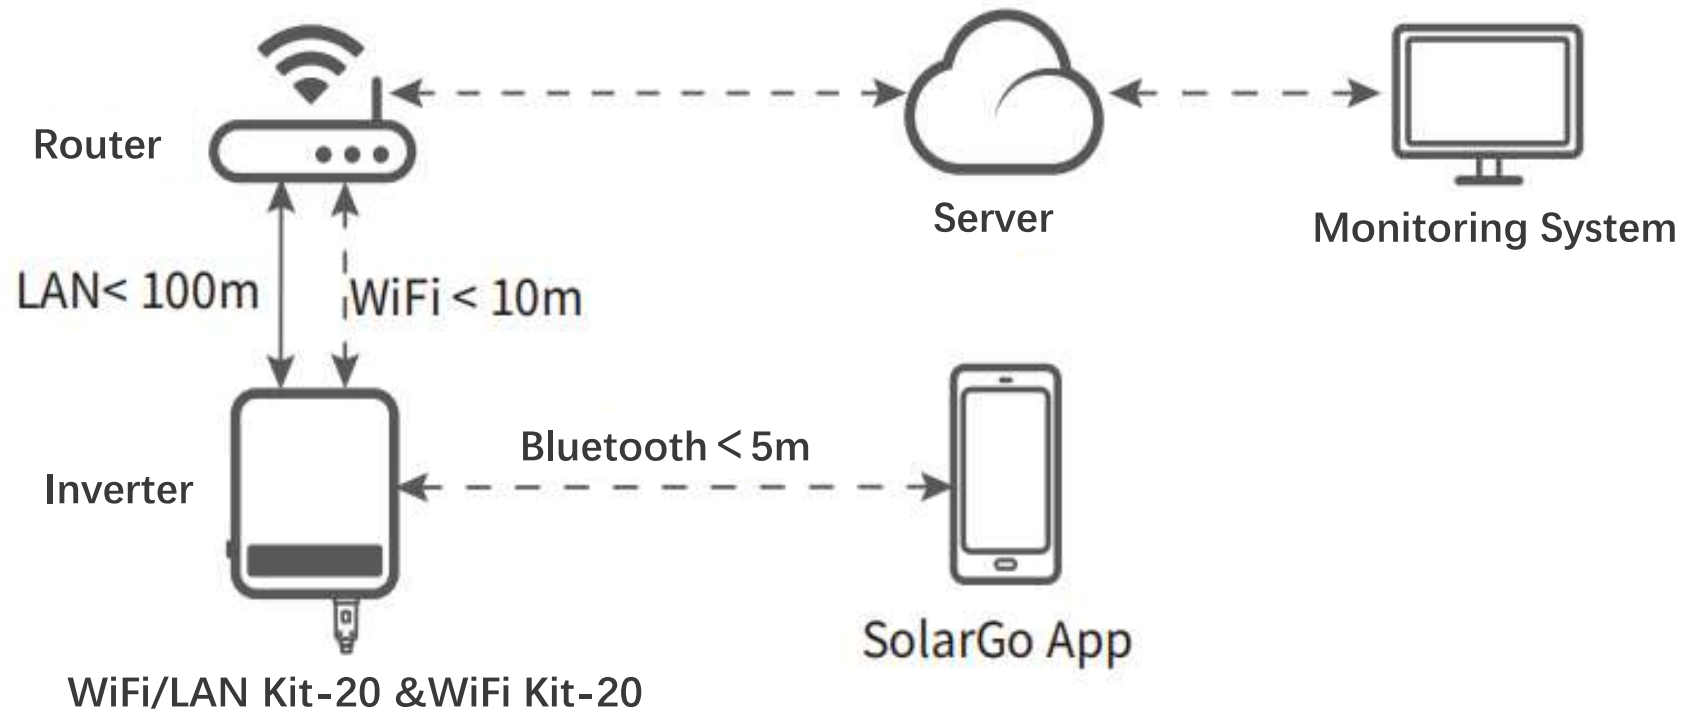 Router
Server
Monitoring System
LAN< 100m
WiFi < 10m
Bluetooth < 5m
Inverter
SolarGo App
WiFi/LAN Kit-20 &WiFi Kit-20